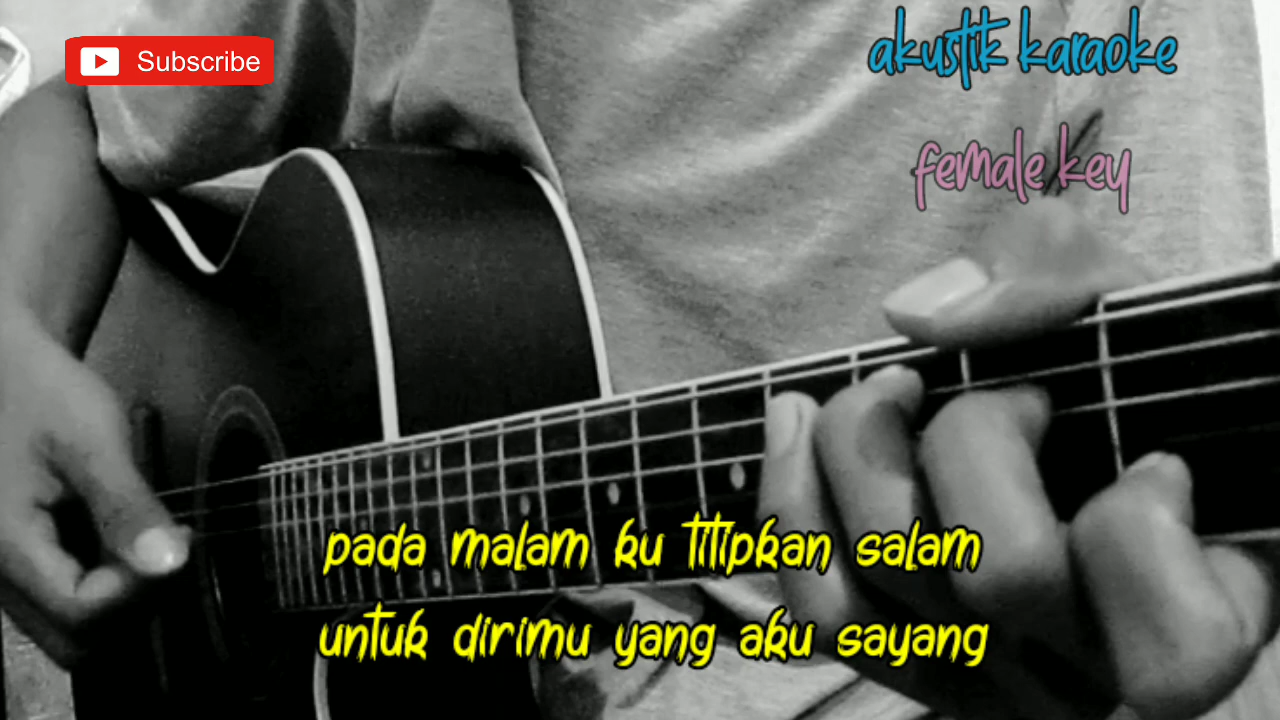 Subscribe
akustik karaoke
female key
pada malam ku titipkan salam
untuk dirimu yang aku sayang